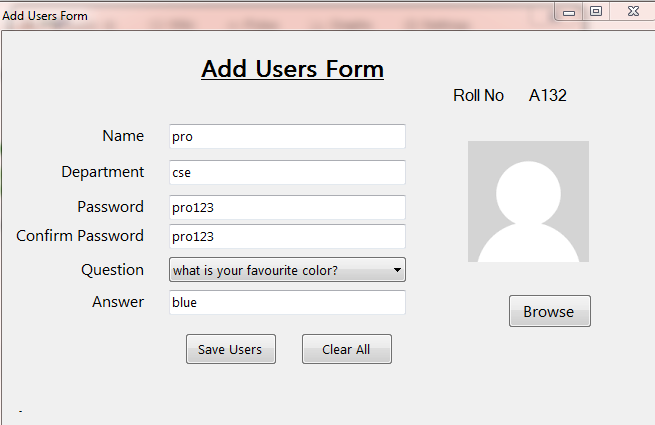 Add Users Form
Add Users Form
Roll No A132
Name pro
Department cse
Password pro123
Confirm Password pro123
Question what is your favourite color?
Answer blue
Browse
Save Users Clear All
-